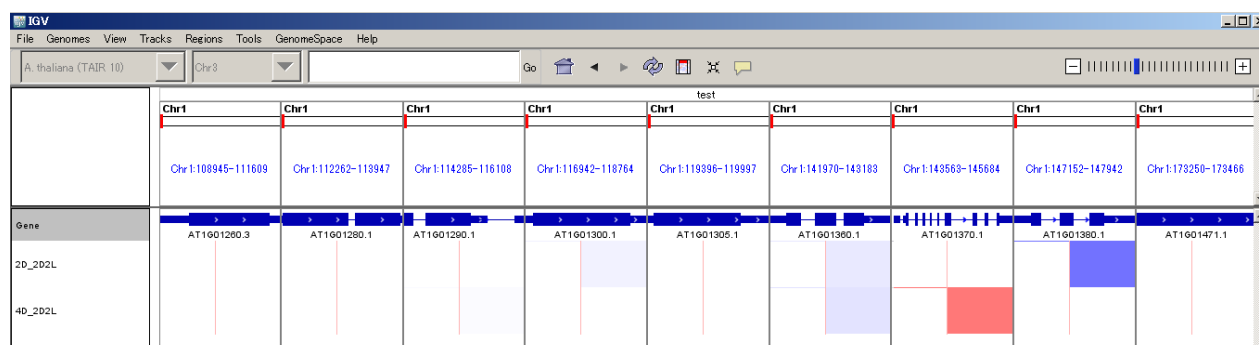 IGV
File Genomes View Tracks Regions Tools GenomeSpace Help
A. thaliana (TAIR 10) Chr3 Go
test
Chr1 Chr1 Chr1 Chr1 Chr1 Chr1 Chr1 Chr1 Chr1
Chr1:108945-111609 Chr1:112262-113947 Chr1:114285-116108 Chr1:116942-118764 Chr1:119396-119997 Chr1:141970-143183 Chr1:143563-145684 Chr1:147152-147942 Chr1:173250-173466
Gene
AT1G01260.3 AT1G01280.1 AT1G01290.1 AT1G01300.1 AT1G01305.1 AT1G01360.1 AT1G01370.1 AT1G01380.1 AT1G01471.1
2D_2D2L
4D_2D2L